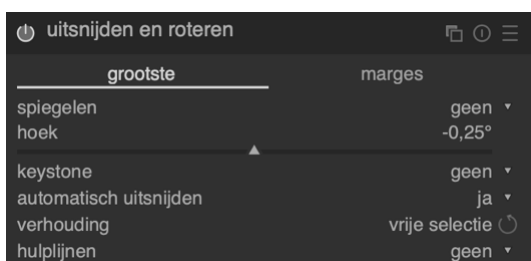 uitsnijden en roteren
grootste marges
spiegelen geen
hoek -0,25°
keystone geen
automatisch uitsnijden ja
verhouding vrije selectie
hulplijnen geen